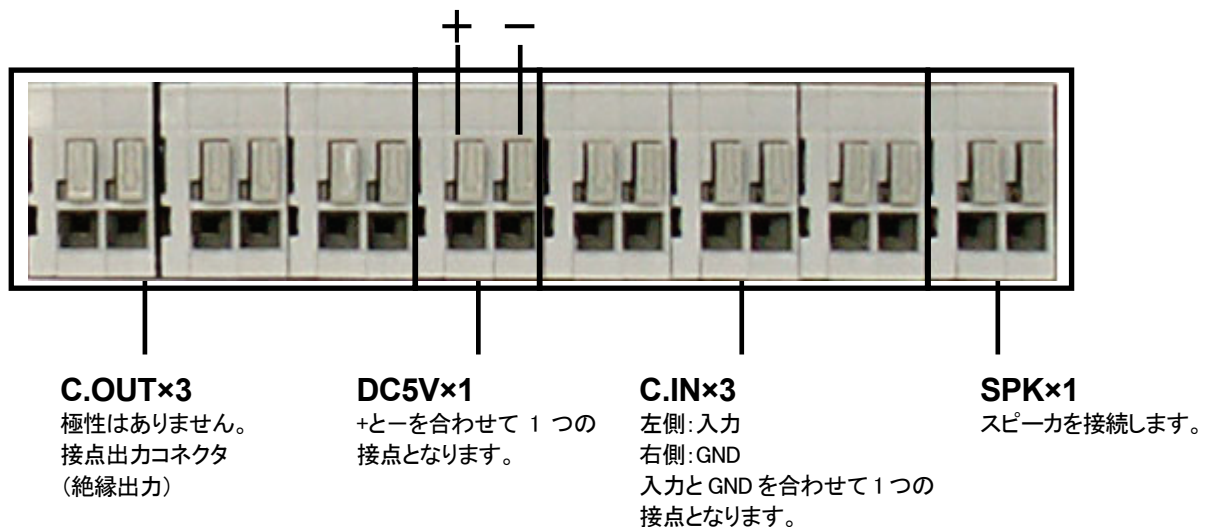 + －
C.OUT×3
極性はありません。
接点出力コネクタ
（絶縁出力）
DC5V×1
+とーを合わせて 1 つの
接点となります。
C.IN×3
左側：入力
右側：GND
入力と GND を合わせて 1 つの
接点となります。
SPK×1
スピーカを接続します。